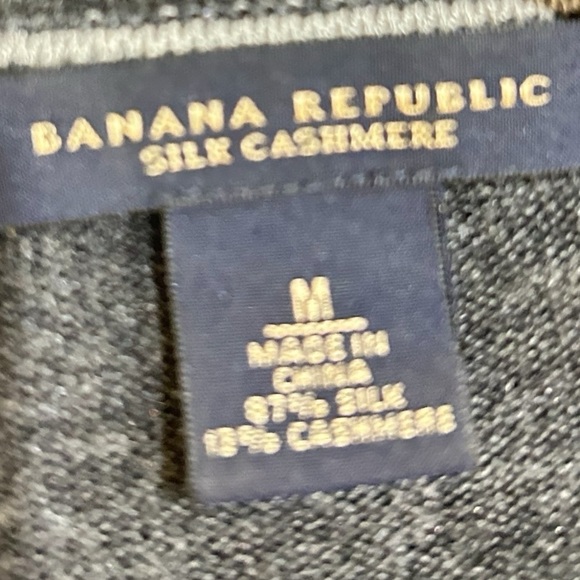 BANANA REPUBLIC
SILK CASHMERE
M
MADE IN
CHINA
87% SILK
13% CASHMERE